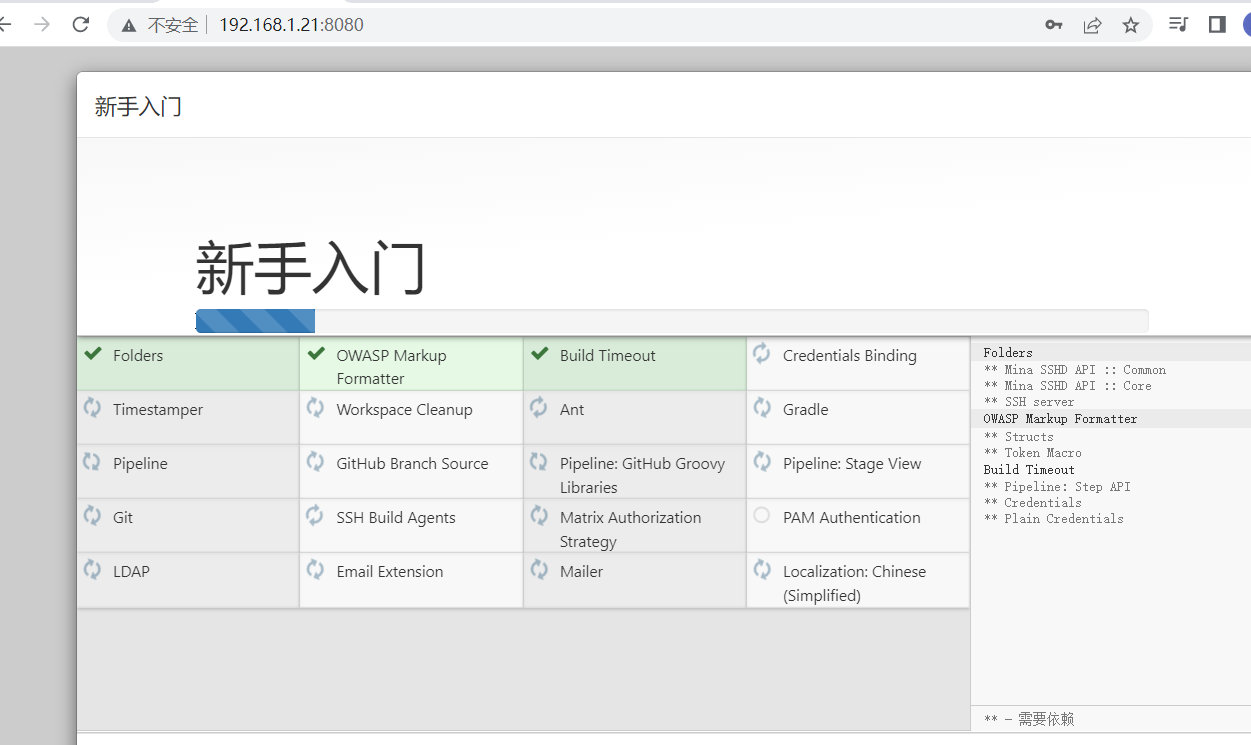 不安全 192.168.1.21:8080
新手入门
新手入门
Folders
OWASP Markup
Formatter
Build Timeout
Credentials Binding
Timestamper
Workspace Cleanup
Ant
Gradle
Pipeline
GitHub Branch Source
Pipeline: GitHub Groovy
Libraries
Pipeline: Stage View
Git
SSH Build Agents
Matrix Authorization
Strategy
PAM Authentication
LDAP
Email Extension
Mailer
Localization: Chinese
(Simplified)
Folders
** Mina SSHD API :: Common
** Mina SSHD API :: Core
** SSH server
OWASP Markup Formatter
** Structs
** Token Macro
Build Timeout
** Pipeline: Step API
** Credentials
** Plain Credentials
** - 需要依赖